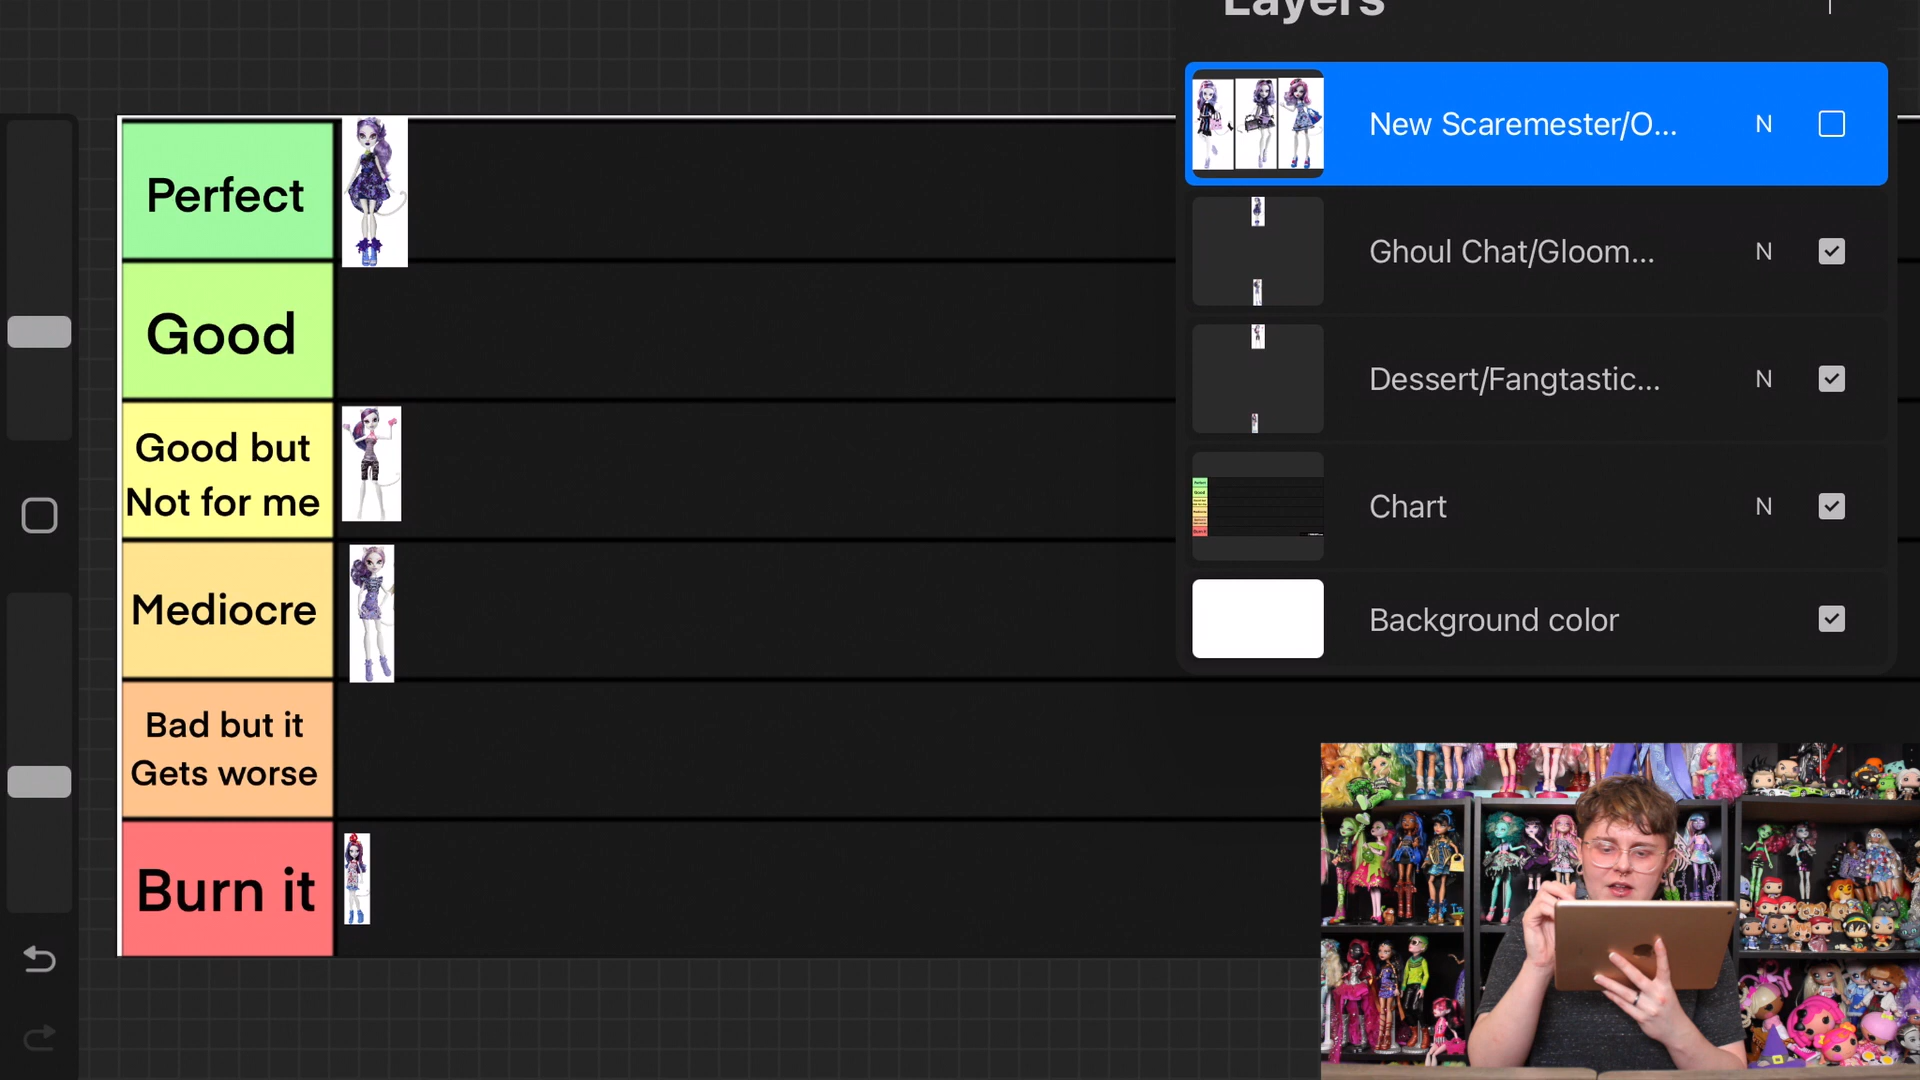 Layers
New Scaremester/O... N
Ghoul Chat/Gloom... N
Dessert/Fangtastic... N
Chart N
Background color
Perfect
Good
Good but
Not for me
Mediocre
Bad but it
Gets worse
Burn it